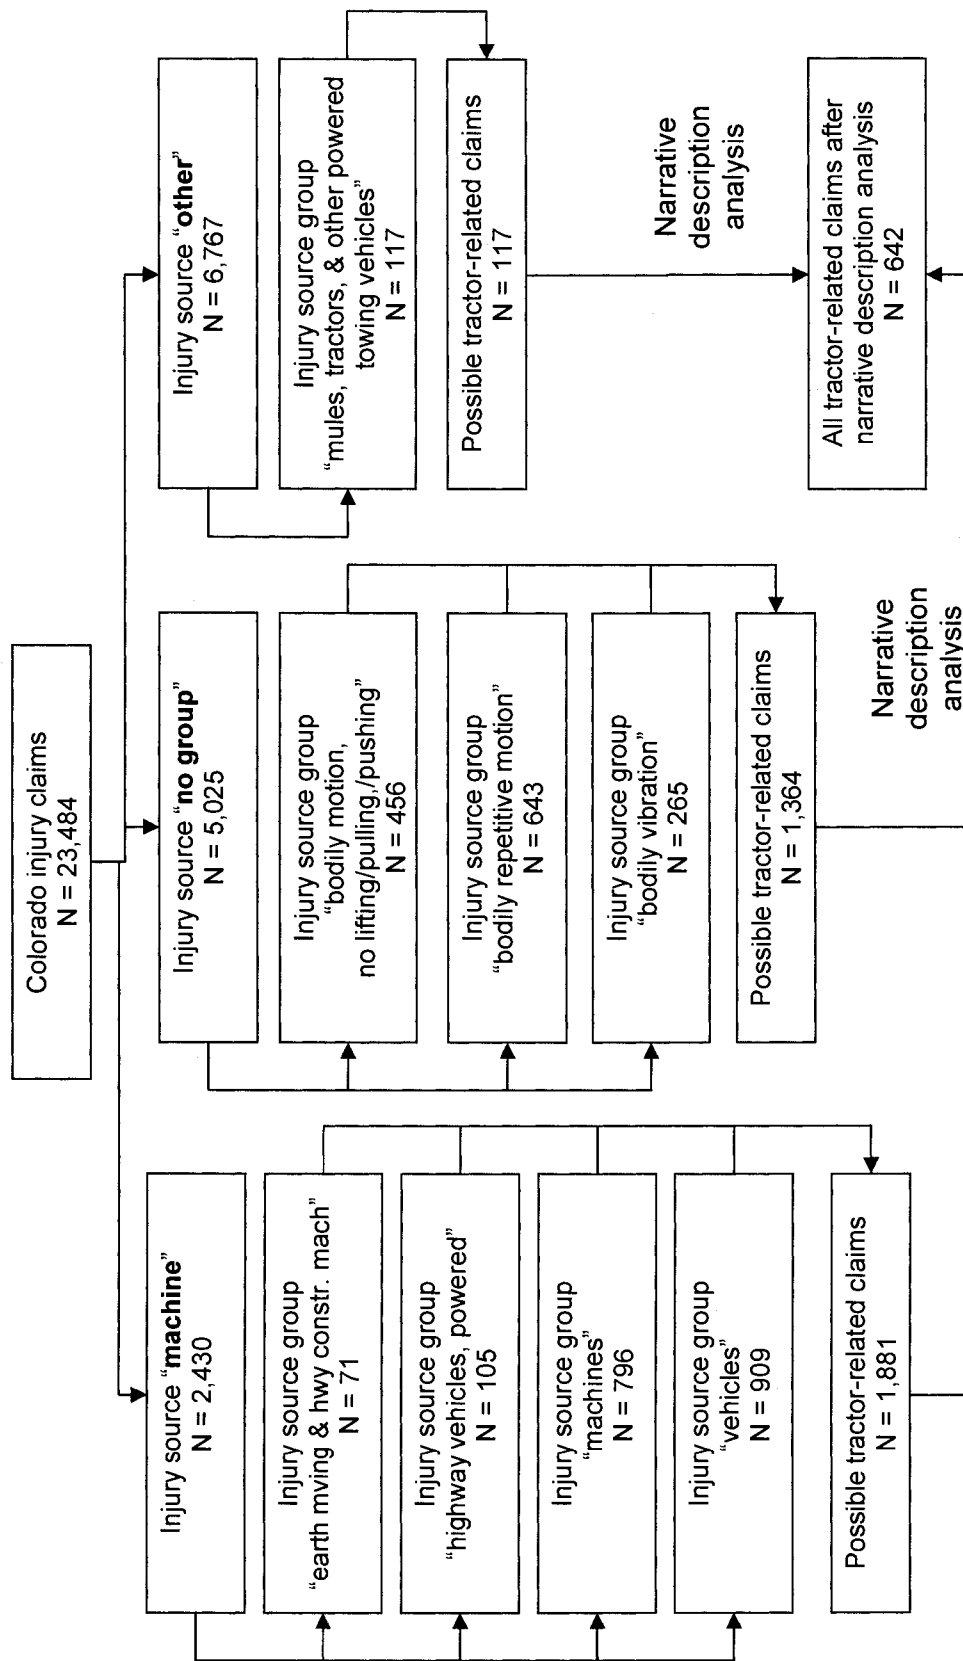 Colorado injury claims
N = 23,484
Injury source “machine”
N = 2,430
Injury source group
“earth mving & hwy constr. mach”
N = 71
Injury source group
“highway vehicles, powered”
N = 105
Injury source group
“machines”
N = 796
Injury source group
“vehicles”
N = 909
Possible tractor-related claims
N = 1,881
Injury source “no group”
N = 5,025
Injury source group
“bodily motion,
no lifting/pulling,/pushing”
N = 456
Injury source group
“bodily repetitive motion”
N = 643
Injury source group
“bodily vibration”
N = 265
Possible tractor-related claims
N = 1,364
Narrative
description
analysis
Injury source “other”
N = 6,767
Injury source group
“mules, tractors, & other powered
towing vehicles”
N = 117
Possible tractor-related claims
N = 117
Narrative
description
analysis
All tractor-related claims after
narrative description analysis
N = 642